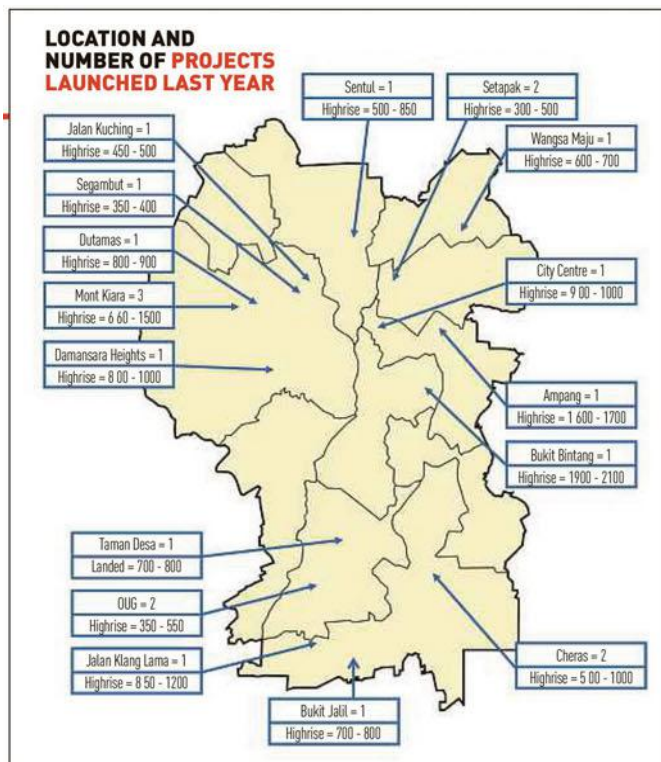 LOCATION AND
NUMBER OF PROJECTS
LAUNCHED LAST YEAR
Sentul = 1
Highrise = 500 - 850
Setapak = 2
Highrise = 300 - 500
Jalan Kuching = 1
Highrise = 450 - 500
Wangsa Maju = 1
Highrise = 600 - 700
Segambut = 1
Highrise = 350 - 400
Dutamas = 1
Highrise = 800 - 900
City Centre = 1
Highrise = 9 00 - 1000
Mont Kiara = 3
Highrise = 6 60 - 1500
Damansara Heights = 1
Highrise = 8 00 - 1000
Ampang = 1
Highrise = 1 600 - 1700
Bukit Bintang = 1
Highrise = 1900 - 2100
Taman Desa = 1
Landed = 700 - 800
OUG = 2
Highrise = 350 - 550
Jalan Klang Lama = 1
Highrise = 8 50 - 1200
Cheras = 2
Highrise = 5 00 - 1000
Bukit Jalil = 1
Highrise = 700 - 800